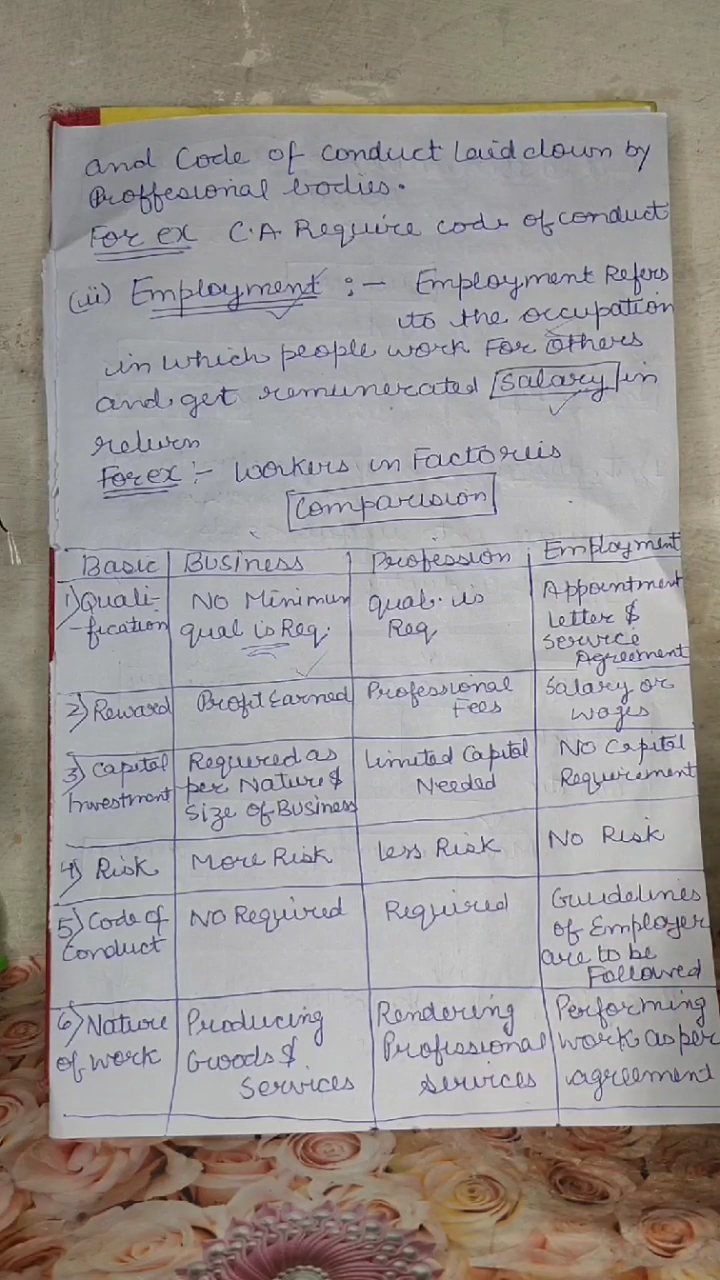 and Code of conduct laid down by
Proffesional bodies.
For ex C.A. Require code of conduct
(iii) Employment :- Employment Refers
to the occupation
in which people work For others
and get remunerated Salary in
return
For ex :- Workers in Factories
Comparision
Basic Business Profession Employment
1) Quali-
fication
No Minimum
qual is Req.
qual. is
Req
Appointment
letter &
Service
Agreement
2) Reward
Profit Earned
Professional
Fees
Salary or
wages
3) Capital
Investment
Required as
per Nature &
Size of Business
Limited Capital
Needed
No Capital
Requirement
4) Risk
More Risk
less Risk
No Risk
5) Code of
Conduct
No Required
Required
Guidelines
of Employer
are to be
Followed
6) Nature
of work
Producing
Goods &
Services
Rendering
Professional
services
Performing
work as per
agreement